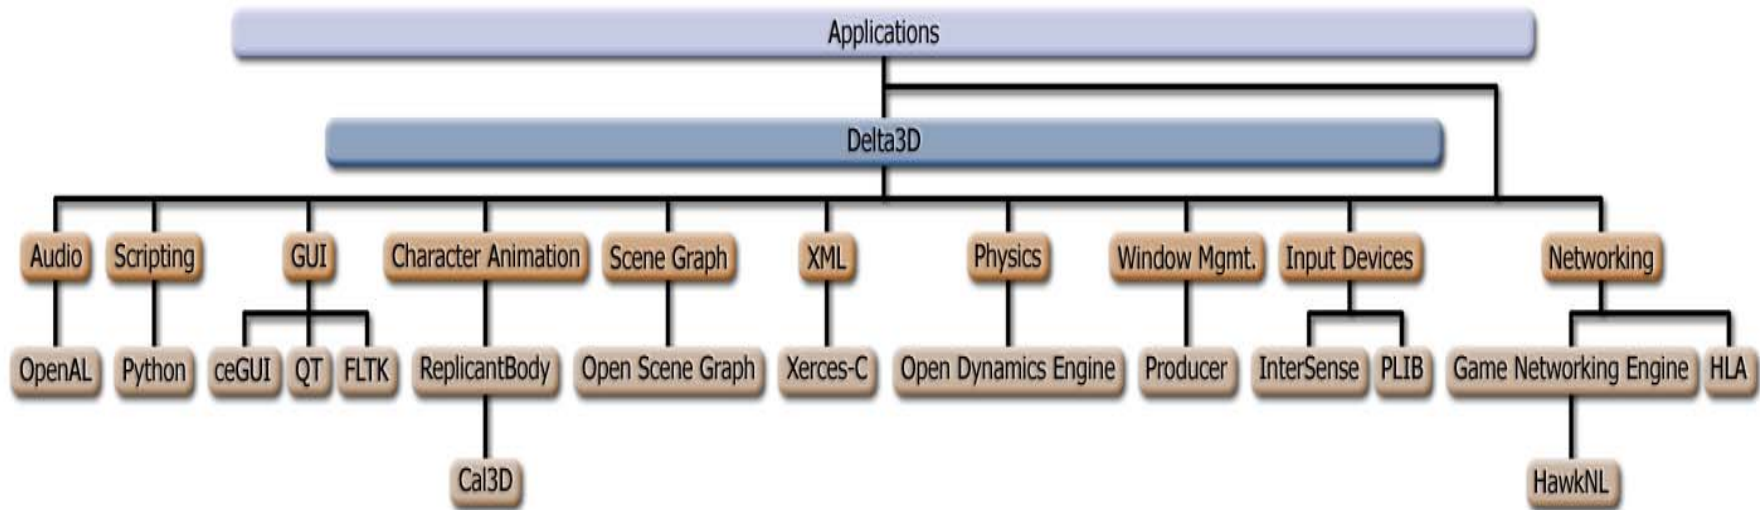 Applications
Delta3D
Audio Scripting GUI Character Animation Scene Graph XML Physics Window Mgmt. Input Devices Networking
OpenAL Python ceGUI QT FLTK ReplicantBody Open Scene Graph Xerces-C Open Dynamics Engine Producer InterSense PLIB Game Networking Engine HLA
Cal3D HawkNL